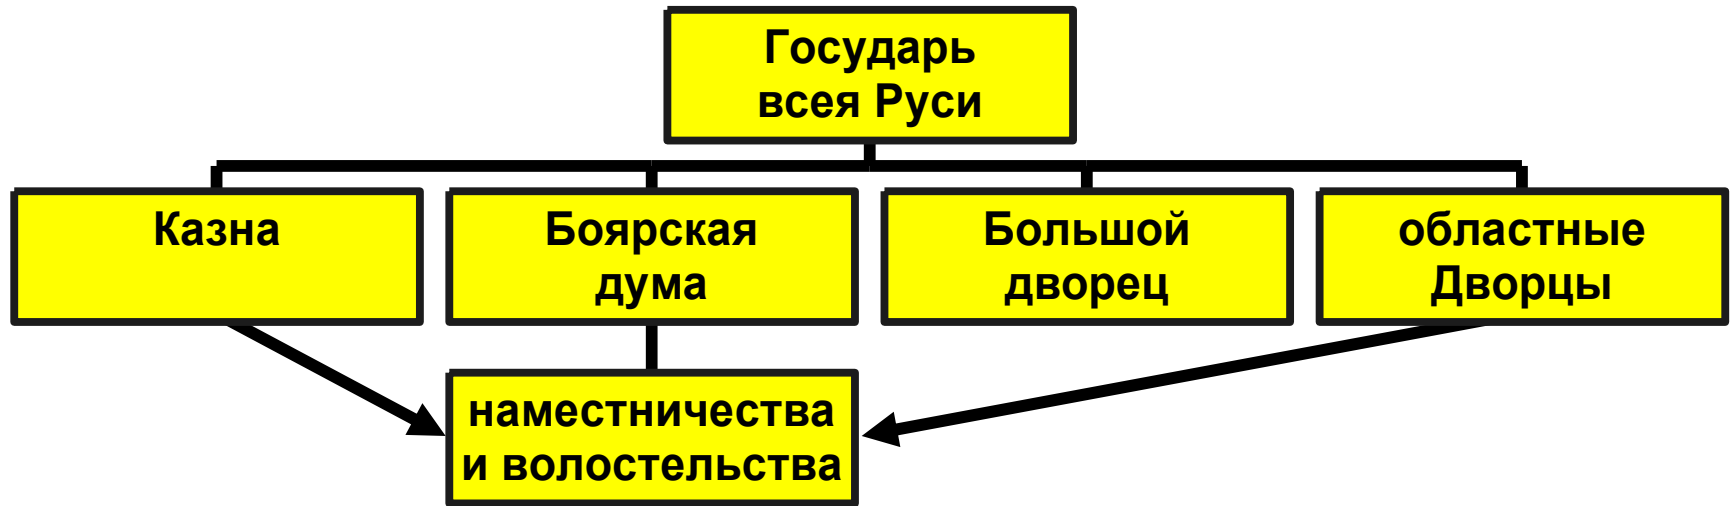 Государь
всея Руси
Казна
Боярская
дума
Большой
дворец
областные
Дворцы
наместничества
и волостельства